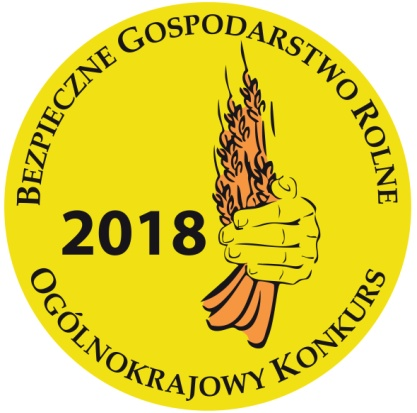 BEZPIECZNE GOSPODARSTWO ROLNE
2018
OGÓLNOKRAJOWY KONKURS